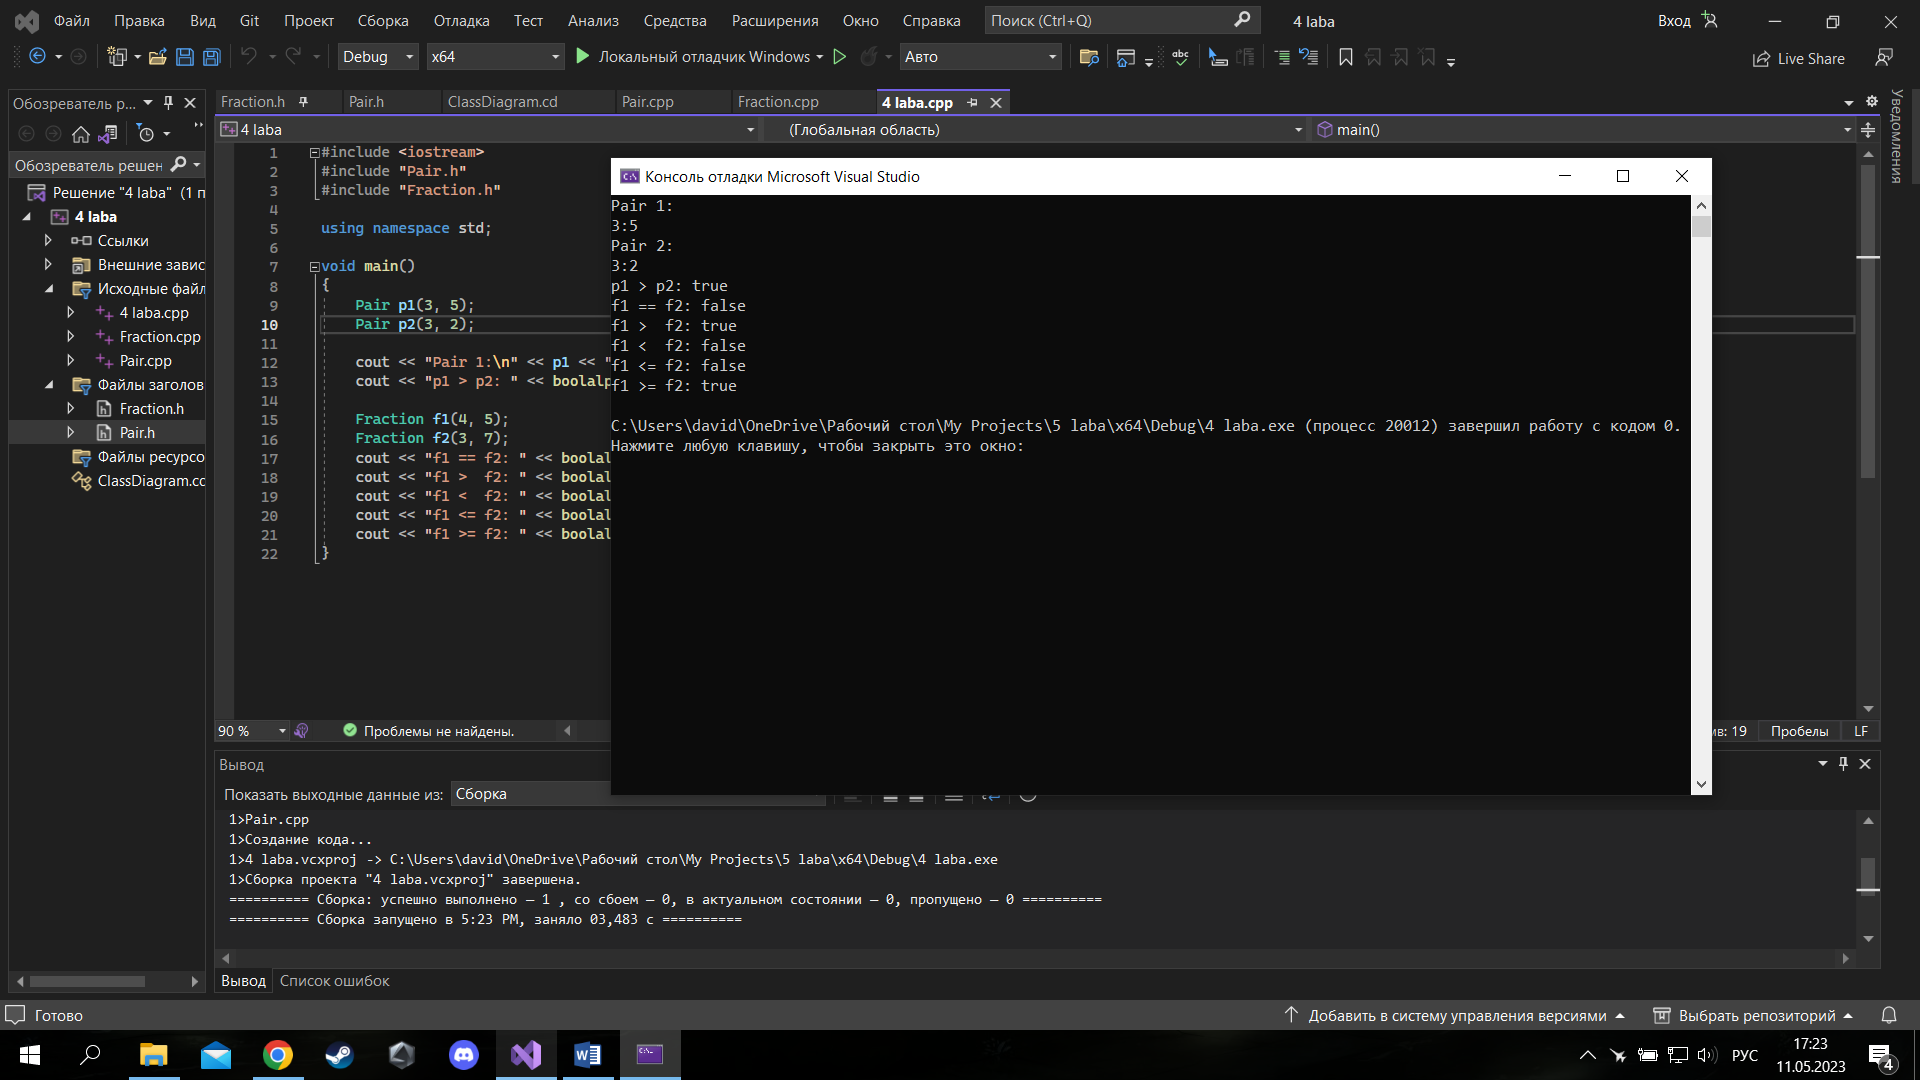 Файл Правка Вид Git Проект Сборка Отладка Тест Анализ Средства Расширения Окно Справка Поиск (Ctrl+Q) 4 laba Вход
Debug x64 Локальный отладчик Windows Авто Live Share
Обозреватель р... Fraction.h Pair.h ClassDiagram.cd Pair.cpp Fraction.cpp 4 laba.cpp
4 laba (Глобальная область) main()
Уведомления
Обозреватель решен
Решение "4 laba" (1 п
4 laba
Ссылки
Внешние завис
Исходные файл
4 laba.cpp
Fraction.cpp
Pair.cpp
Файлы заголов
Fraction.h
Pair.h
Файлы ресурсо
ClassDiagram.cc
1 #include <iostream>
2 #include "Pair.h"
3 #include "Fraction.h"
4
5 using namespace std;
6
7 void main()
8 {
9 Pair p1(3, 5);
10 Pair p2(3, 2);
11
12 cout << "Pair 1:\n" << p1 << "
13 cout << "p1 > p2: " << boolalp
14
15 Fraction f1(4, 5);
16 Fraction f2(3, 7);
17 cout << "f1 == f2: " << boolal
18 cout << "f1 >  f2: " << boolal
19 cout << "f1 <  f2: " << boolal
20 cout << "f1 <= f2: " << boolal
21 cout << "f1 >= f2: " << boolal
22 }
Консоль отладки Microsoft Visual Studio
Pair 1:
3:5
Pair 2:
3:2
p1 > p2: true
f1 == f2: false
f1 >  f2: true
f1 <  f2: false
f1 <= f2: false
f1 >= f2: true
C:\Users\david\OneDrive\Рабочий стол\My Projects\5 laba\x64\Debug\4 laba.exe (процесс 20012) завершил работу с кодом 0.
Нажмите любую клавишу, чтобы закрыть это окно:
90 % Проблемы не найдены. мв: 19 Пробелы LF
Вывод
Показать выходные данные из: Сборка
1>Pair.cpp
1>Создание кода...
1>4 laba.vcxproj -> C:\Users\david\OneDrive\Рабочий стол\My Projects\5 laba\x64\Debug\4 laba.exe
1>Сборка проекта "4 laba.vcxproj" завершена.
========== Сборка: успешно выполнено — 1 , со сбоем — 0, в актуальном состоянии — 0, пропущено — 0 ==========
========== Сборка запущено в 5:23 PM, заняло 03,483 с ==========
Вывод Список ошибок
Готово Добавить в систему управления версиями Выбрать репозиторий
РУС 17:23
11.05.2023
4